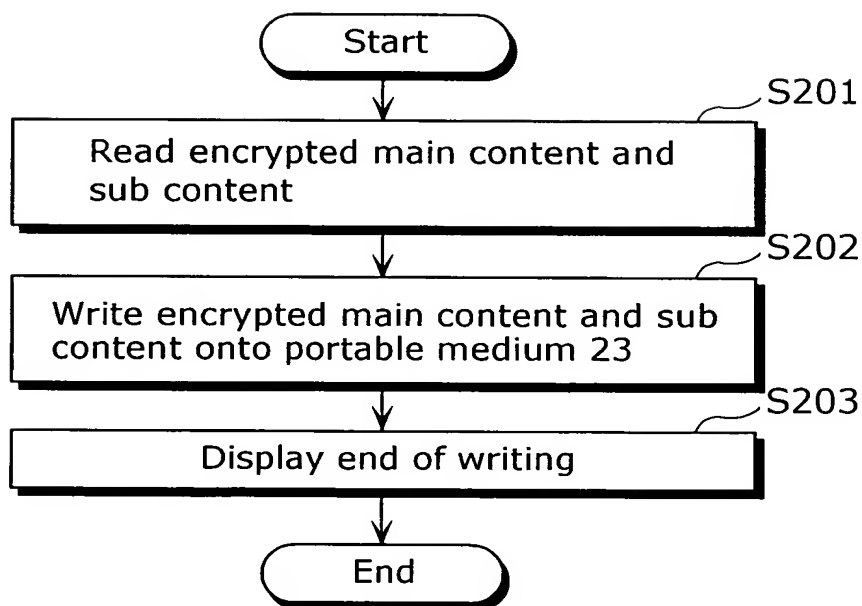 Start
S201
Read encrypted main content and
sub content
S202
Write encrypted main content and sub
content onto portable medium 23
S203
Display end of writing
End